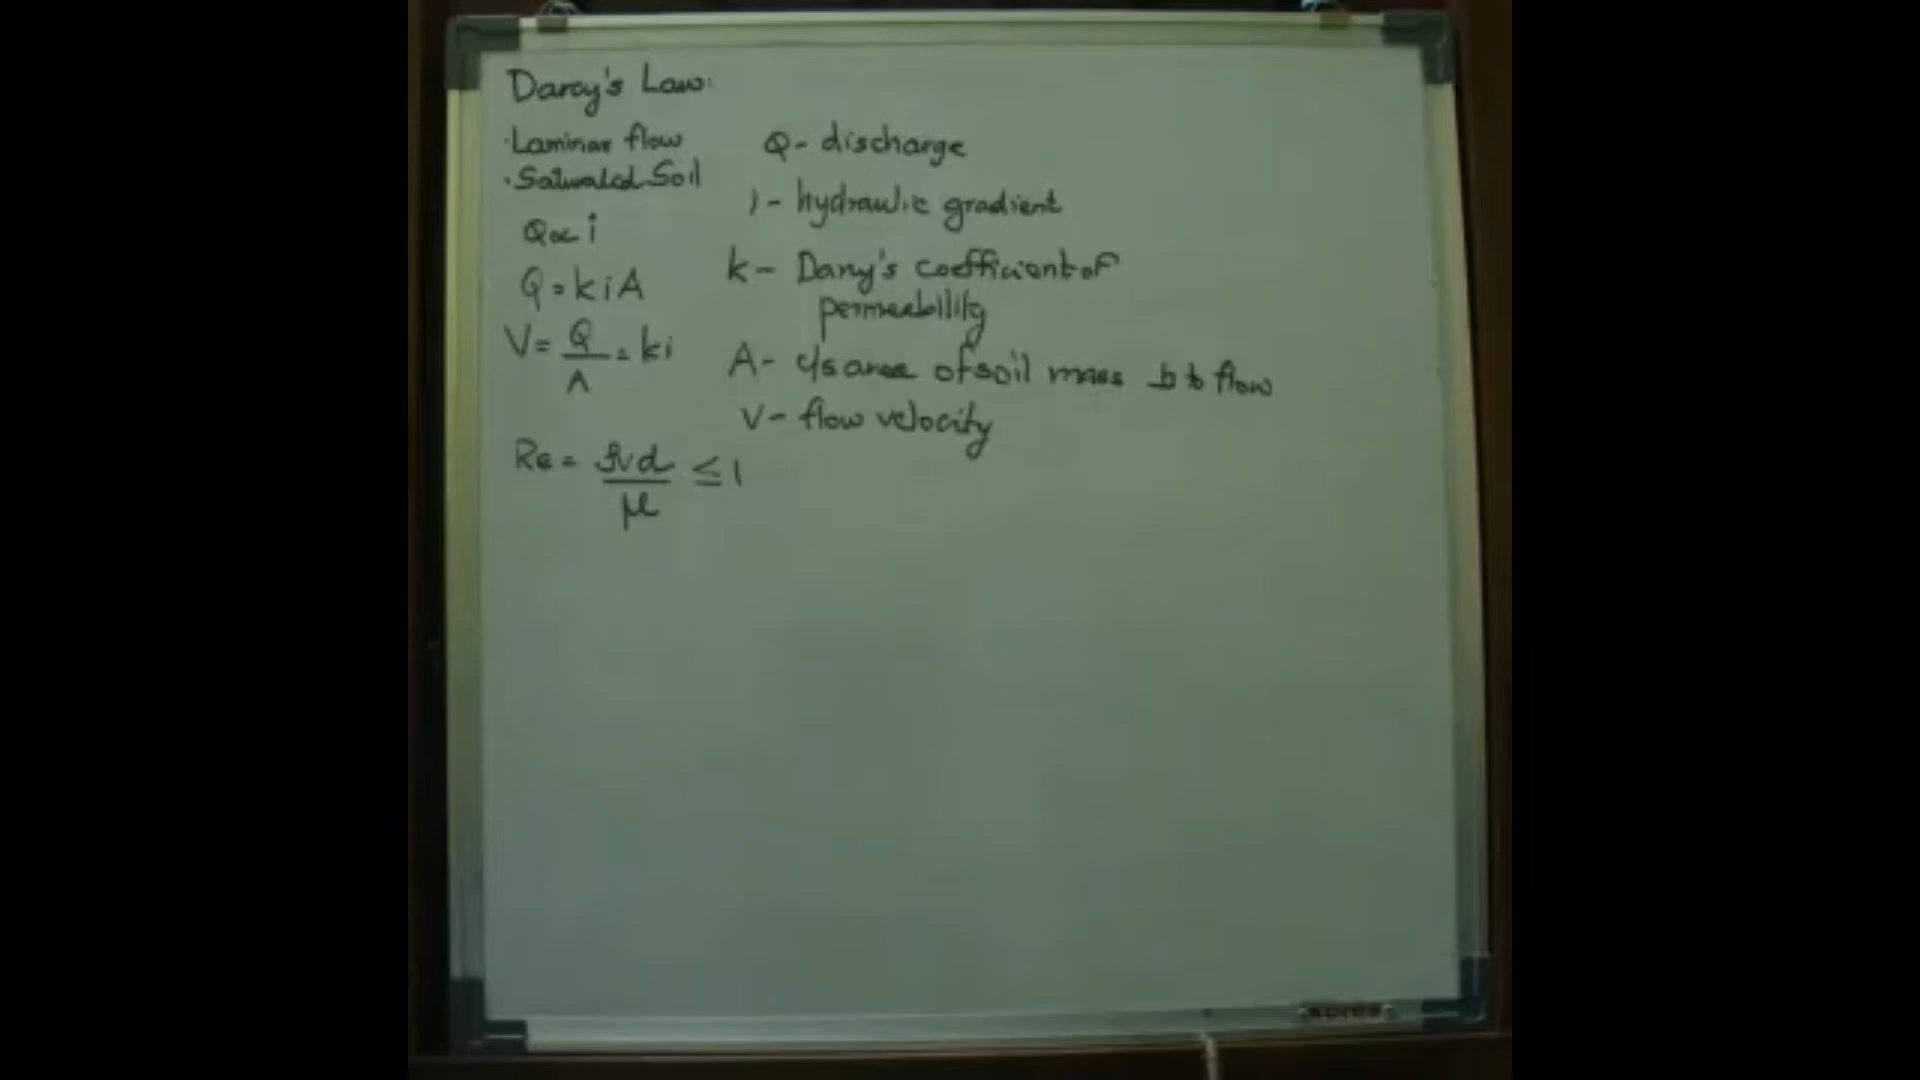 Darcy's Law:
· Laminar flow
· Saturated Soil
Q ∝ i
Q = k i A
V = Q/A = ki
Re = ρvd/μ ≤ 1
Q - discharge
i - hydraulic gradient
k - Darcy's coefficient of
permeability
A - c/s area of soil mass ⊥ to flow
V - flow velocity